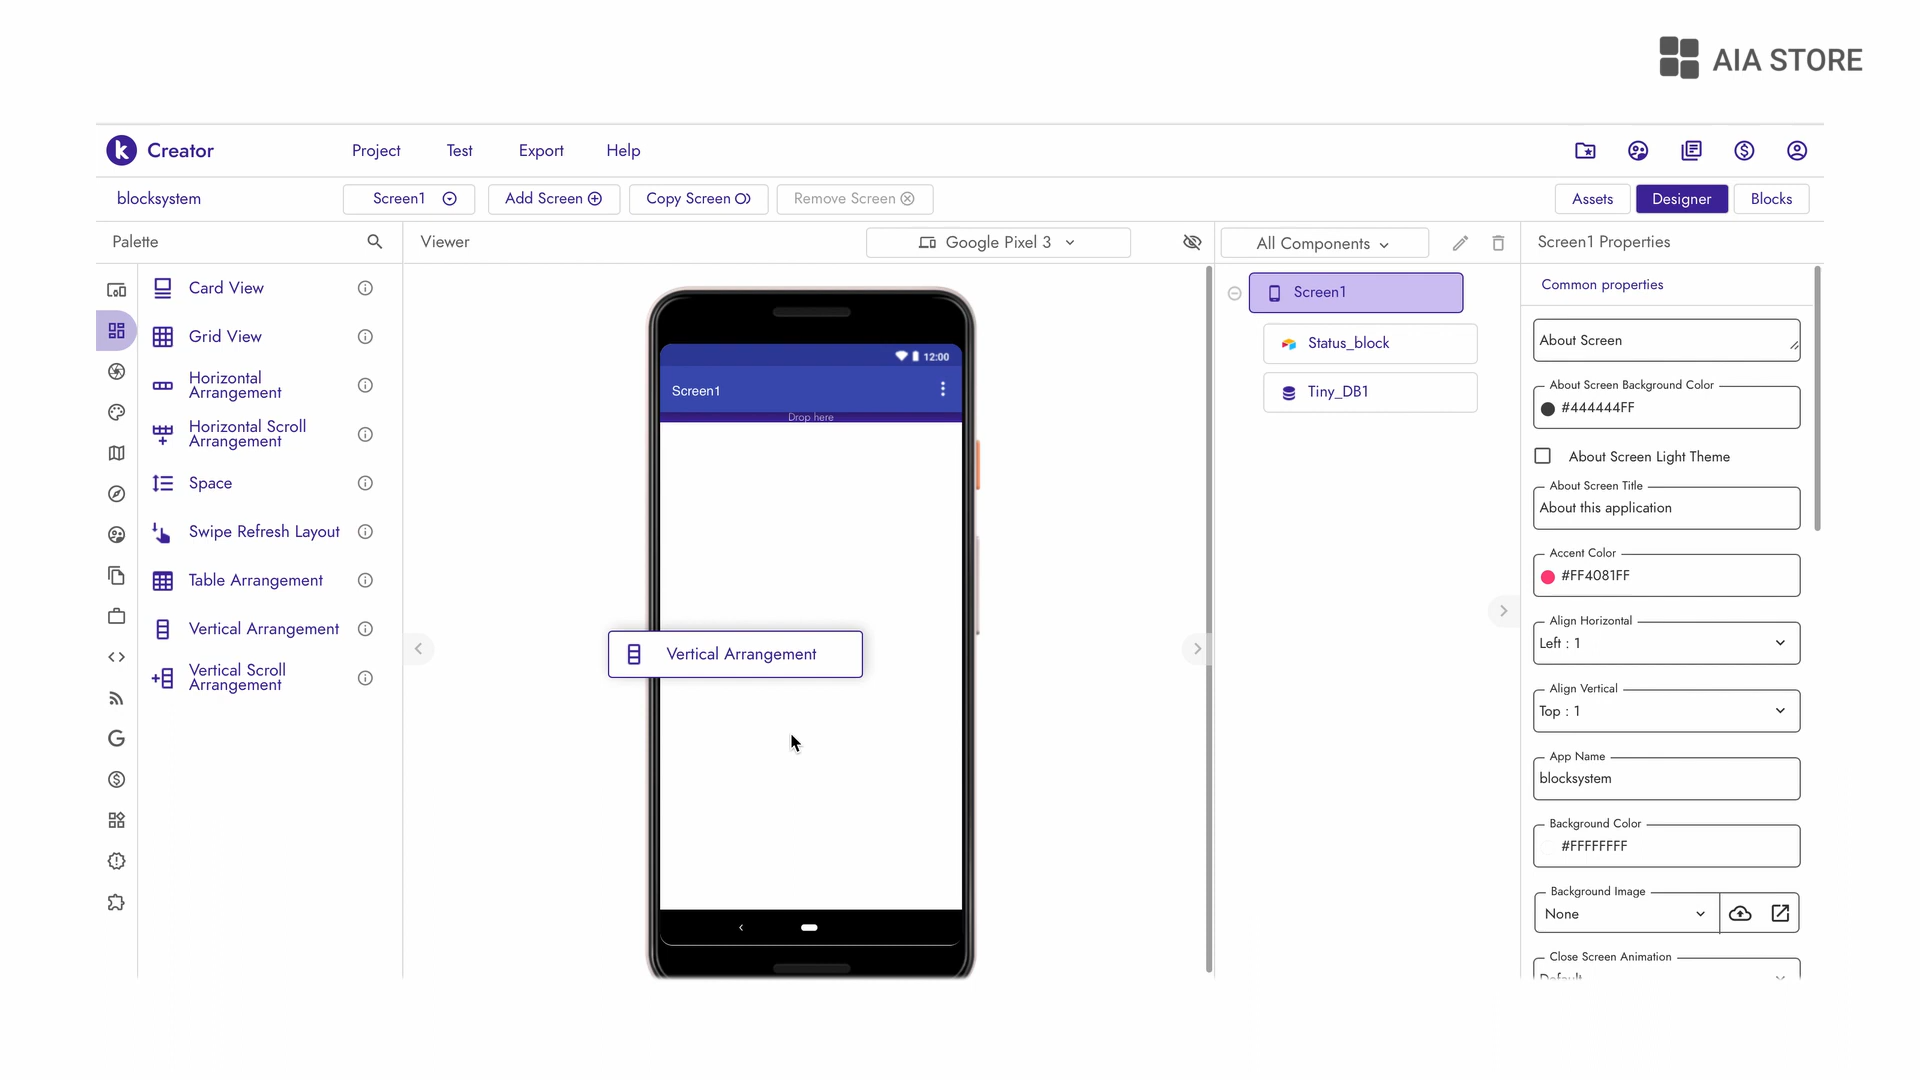 AIA STORE
Creator
Project
Test
Export
Help
blocksystem
Screen1
Add Screen
Copy Screen
Remove Screen
Assets
Designer
Blocks
Palette
Viewer
Google Pixel 3
All Components
Screen1 Properties
Card View
Grid View
Horizontal
Arrangement
Horizontal Scroll
Arrangement
Space
Swipe Refresh Layout
Table Arrangement
Vertical Arrangement
Vertical Scroll
Arrangement
12:00
Screen1
Drop here
Vertical Arrangement
Screen1
Status_block
Tiny_DB1
Common properties
About Screen
About Screen Background Color
#444444FF
About Screen Light Theme
About Screen Title
About this application
Accent Color
#FF4081FF
Align Horizontal
Left : 1
Align Vertical
Top : 1
App Name
blocksystem
Background Color
#FFFFFFFF
Background Image
None
Close Screen Animation
Default